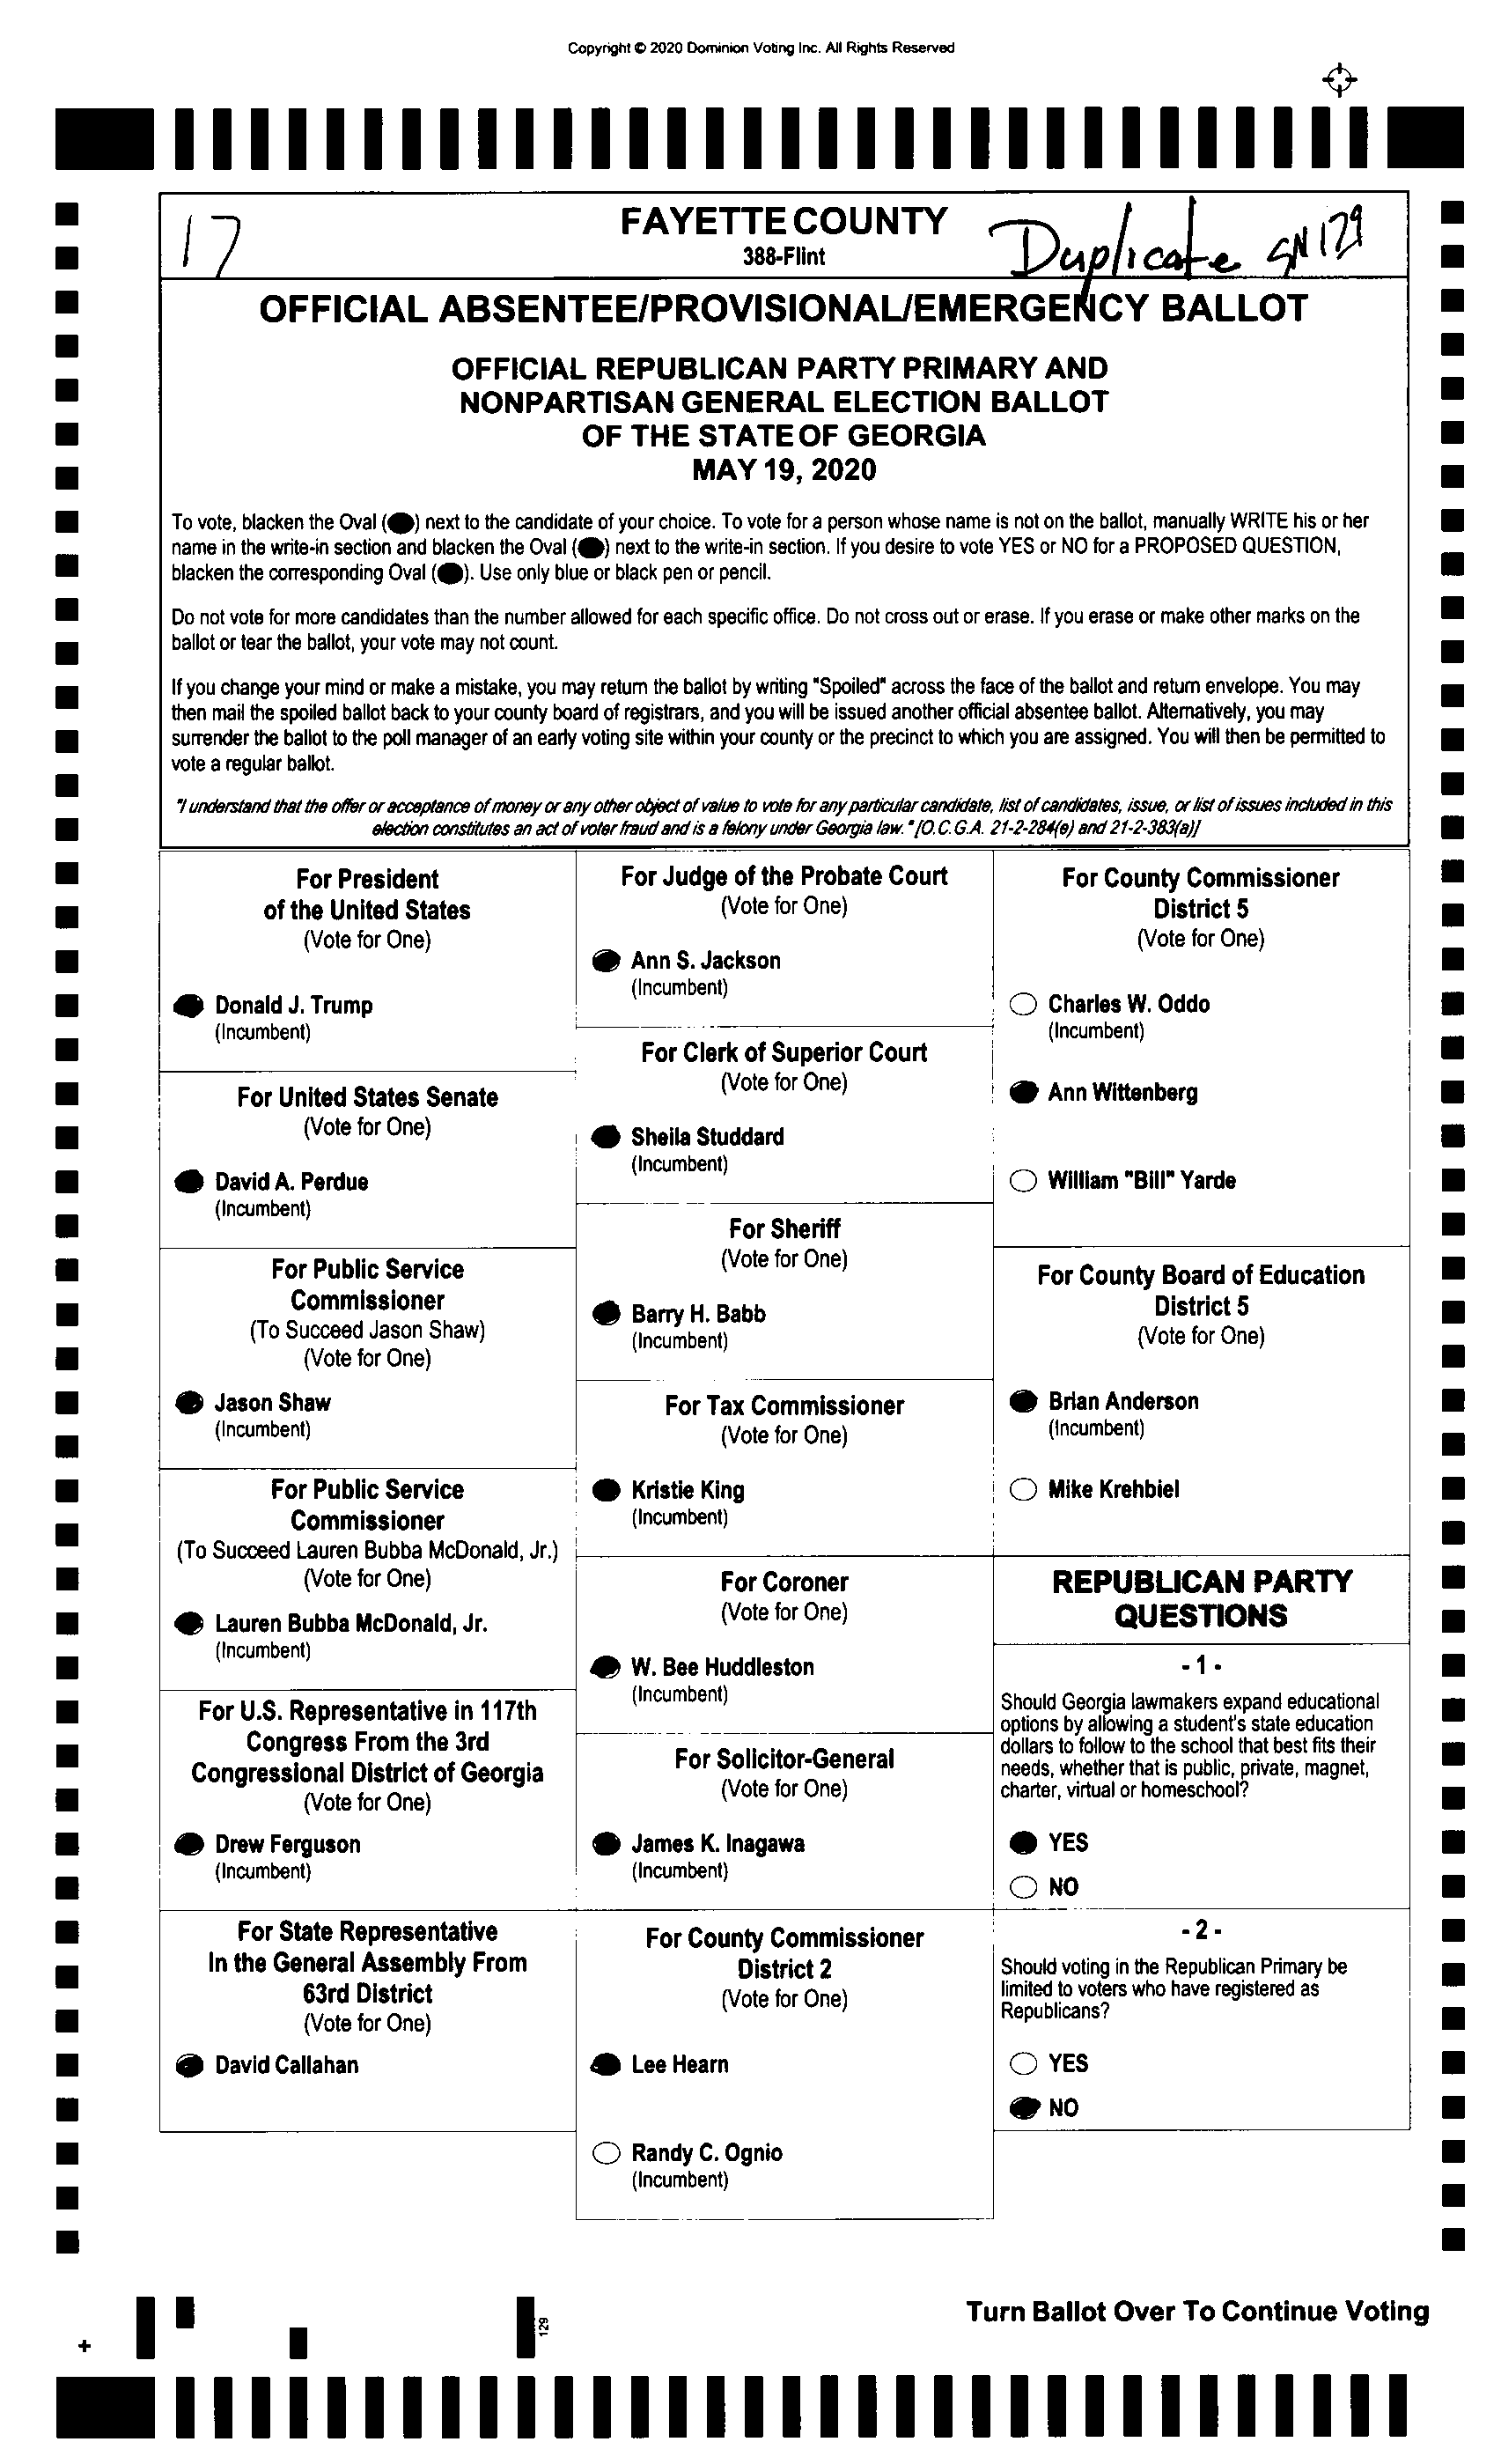 Copyright © 2020 Dominion Voting Inc. All Rights Reserved
17
FAYETTE COUNTY
388-Flint
Duplicate SN 129
OFFICIAL ABSENTEE/PROVISIONAL/EMERGENCY BALLOT
OFFICIAL REPUBLICAN PARTY PRIMARY AND
NONPARTISAN GENERAL ELECTION BALLOT
OF THE STATE OF GEORGIA
MAY 19, 2020
To vote, blacken the Oval (●) next to the candidate of your choice. To vote for a person whose name is not on the ballot, manually WRITE his or her
name in the write-in section and blacken the Oval (●) next to the write-in section. If you desire to vote YES or NO for a PROPOSED QUESTION,
blacken the corresponding Oval (●). Use only blue or black pen or pencil.
Do not vote for more candidates than the number allowed for each specific office. Do not cross out or erase. If you erase or make other marks on the
ballot or tear the ballot, your vote may not count.
If you change your mind or make a mistake, you may return the ballot by writing "Spoiled" across the face of the ballot and return envelope. You may
then mail the spoiled ballot back to your county board of registrars, and you will be issued another official absentee ballot. Alternatively, you may
surrender the ballot to the poll manager of an early voting site within your county or the precinct to which you are assigned. You will then be permitted to
vote a regular ballot.
"I understand that the offer or acceptance of money or any other object of value to vote for any particular candidate, list of candidates, issue, or list of issues included in this
election constitutes an act of voter fraud and is a felony under Georgia law." [O.C.G.A. 21-2-284(e) and 21-2-383(a)]
For President
of the United States
(Vote for One)
Donald J. Trump
(Incumbent)
For United States Senate
(Vote for One)
David A. Perdue
(Incumbent)
For Public Service
Commissioner
(To Succeed Jason Shaw)
(Vote for One)
Jason Shaw
(Incumbent)
For Public Service
Commissioner
(To Succeed Lauren Bubba McDonald, Jr.)
(Vote for One)
Lauren Bubba McDonald, Jr.
(Incumbent)
For U.S. Representative in 117th
Congress From the 3rd
Congressional District of Georgia
(Vote for One)
Drew Ferguson
(Incumbent)
For State Representative
In the General Assembly From
63rd District
(Vote for One)
David Callahan
For Judge of the Probate Court
(Vote for One)
Ann S. Jackson
(Incumbent)
For Clerk of Superior Court
(Vote for One)
Sheila Studdard
(Incumbent)
For Sheriff
(Vote for One)
Barry H. Babb
(Incumbent)
For Tax Commissioner
(Vote for One)
Kristie King
(Incumbent)
For Coroner
(Vote for One)
W. Bee Huddleston
(Incumbent)
For Solicitor-General
(Vote for One)
James K. Inagawa
(Incumbent)
For County Commissioner
District 2
(Vote for One)
Lee Hearn
Randy C. Ognio
(Incumbent)
For County Commissioner
District 5
(Vote for One)
Charles W. Oddo
(Incumbent)
Ann Wittenberg
William "Bill" Yarde
For County Board of Education
District 5
(Vote for One)
Brian Anderson
(Incumbent)
Mike Krehbiel
REPUBLICAN PARTY
QUESTIONS
- 1 -
Should Georgia lawmakers expand educational
options by allowing a student's state education
dollars to follow to the school that best fits their
needs, whether that is public, private, magnet,
charter, virtual or homeschool?
YES
NO
- 2 -
Should voting in the Republican Primary be
limited to voters who have registered as
Republicans?
YES
NO
Turn Ballot Over To Continue Voting
129
+